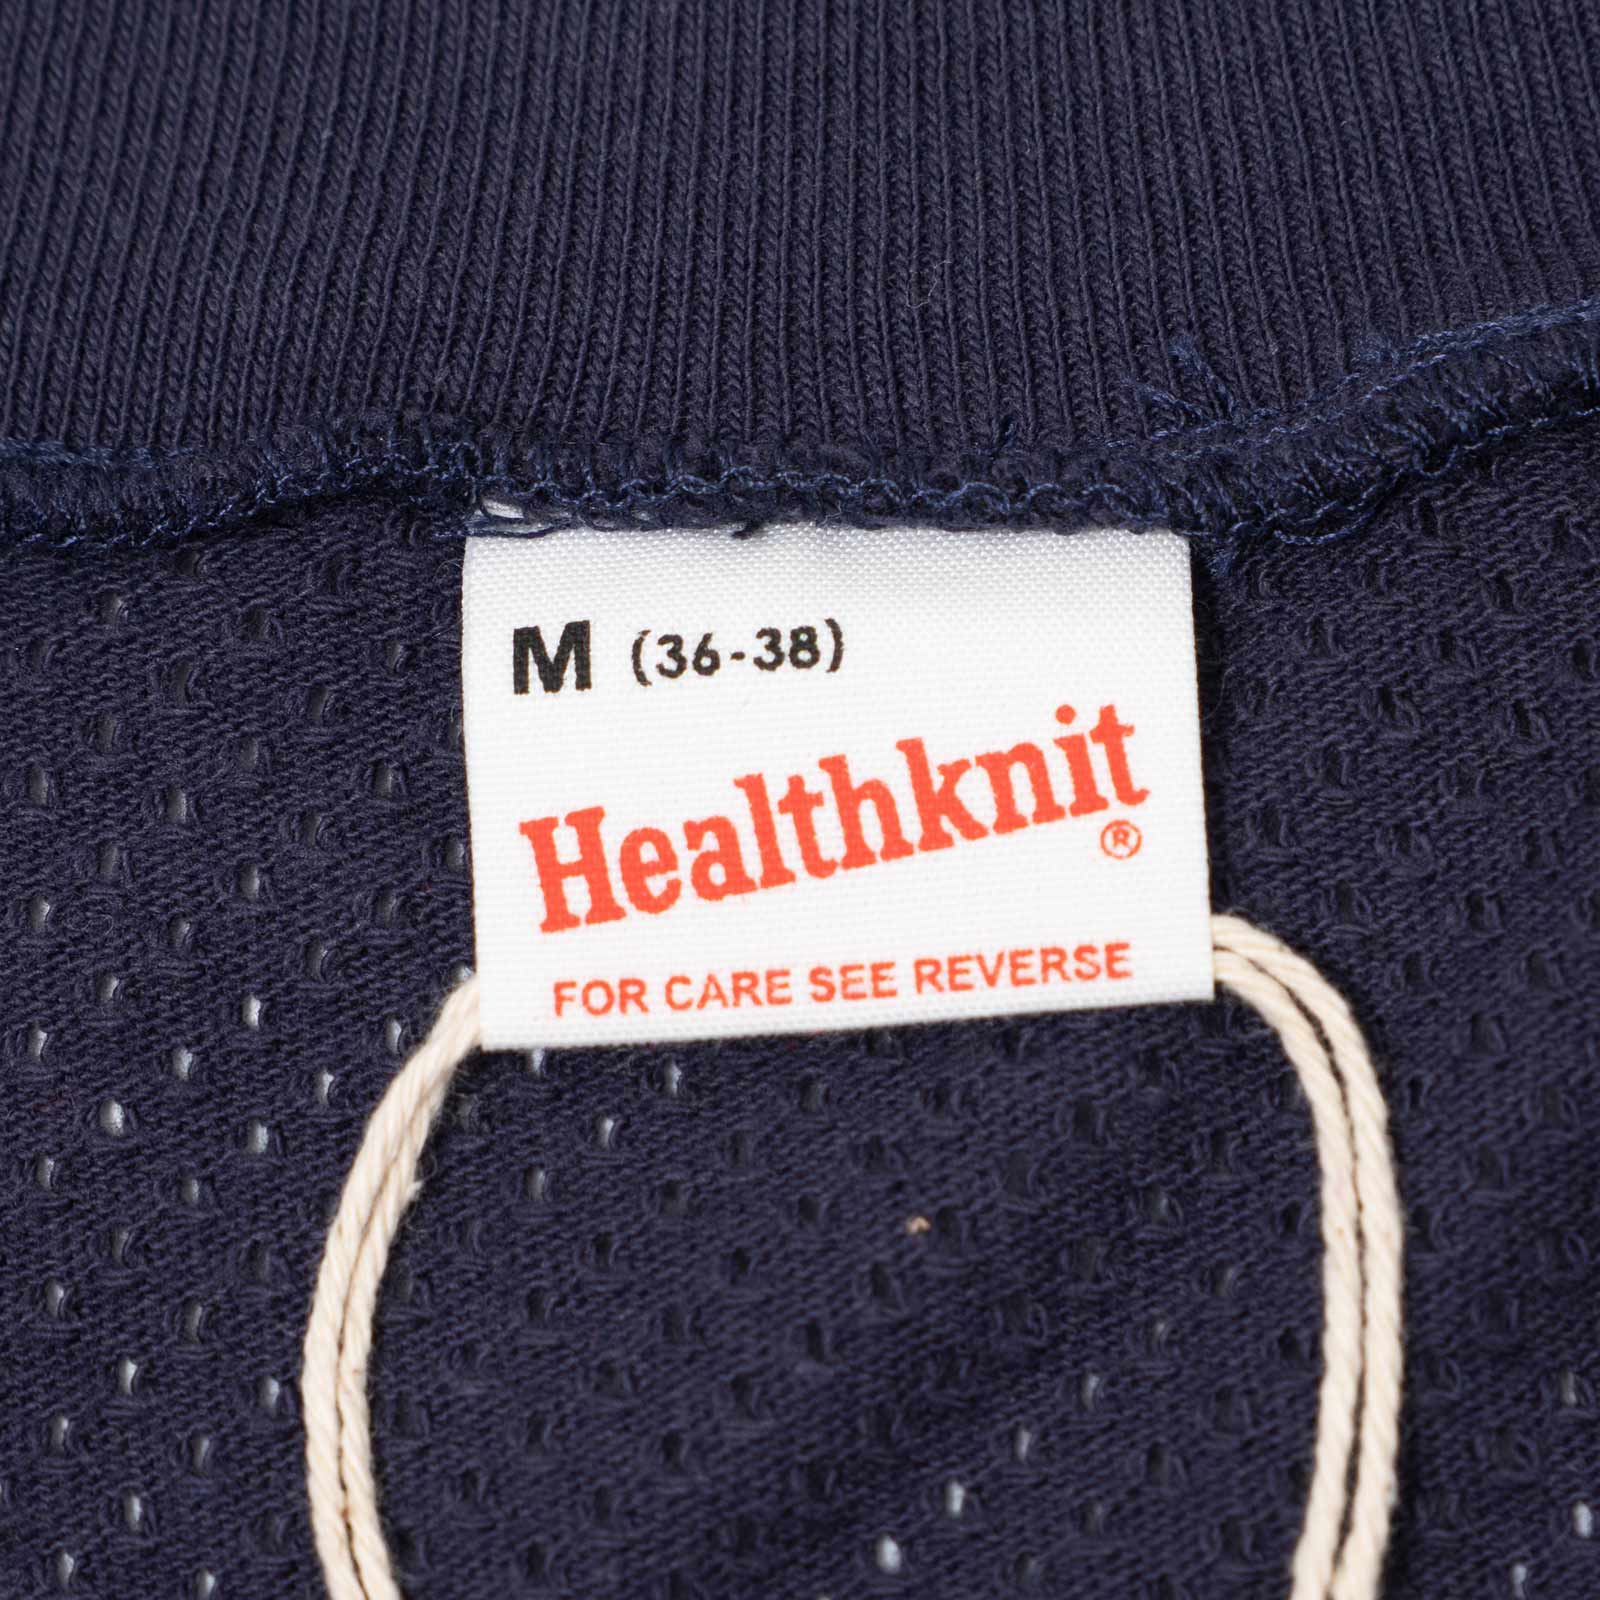 M (36-38)
Healthknit
®
FOR CARE SEE REVERSE